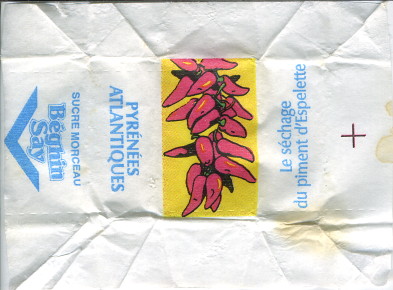 Le séchage
du piment d'Espelette
PYRÉNÉES
ATLANTIQUES
SUCRE MORCEAU
Béghin
Say